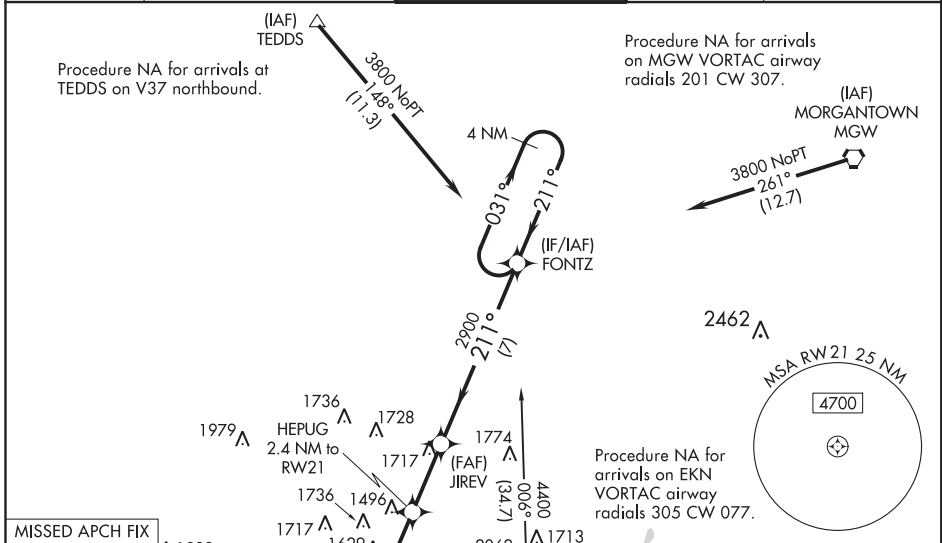 (IAF)
TEDDS
Procedure NA for arrivals at
TEDDS on V37 northbound.
3800 NoPT
148°
(11.3)
Procedure NA for arrivals
on MGW VORTAC airway
radials 201 CW 307.
(IAF)
MORGANTOWN
MGW
3800 NoPT
261°
(12.7)
4 NM
031°
211°
(IF/IAF)
FONTZ
2900
211°
(7)
2462
MSA RW21 25 NM
4700
1736
1728
1979
HEPUG
2.4 NM to
RW21
1717
(FAF)
JIREV
1774
4400
006°
(34.7)
Procedure NA for
arrivals on EKN
VORTAC airway
radials 305 CW 077.
1736
1496
1717
1713
MISSED APCH FIX